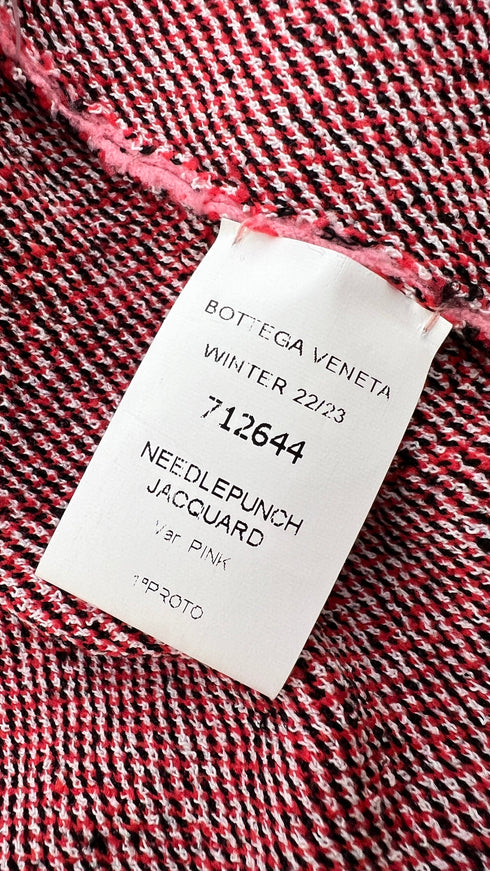 BOTTEGA VENETA
WINTER 22/23
712644
NEEDLEPUNCH
JACQUARD
Var PINK
1°PROTO